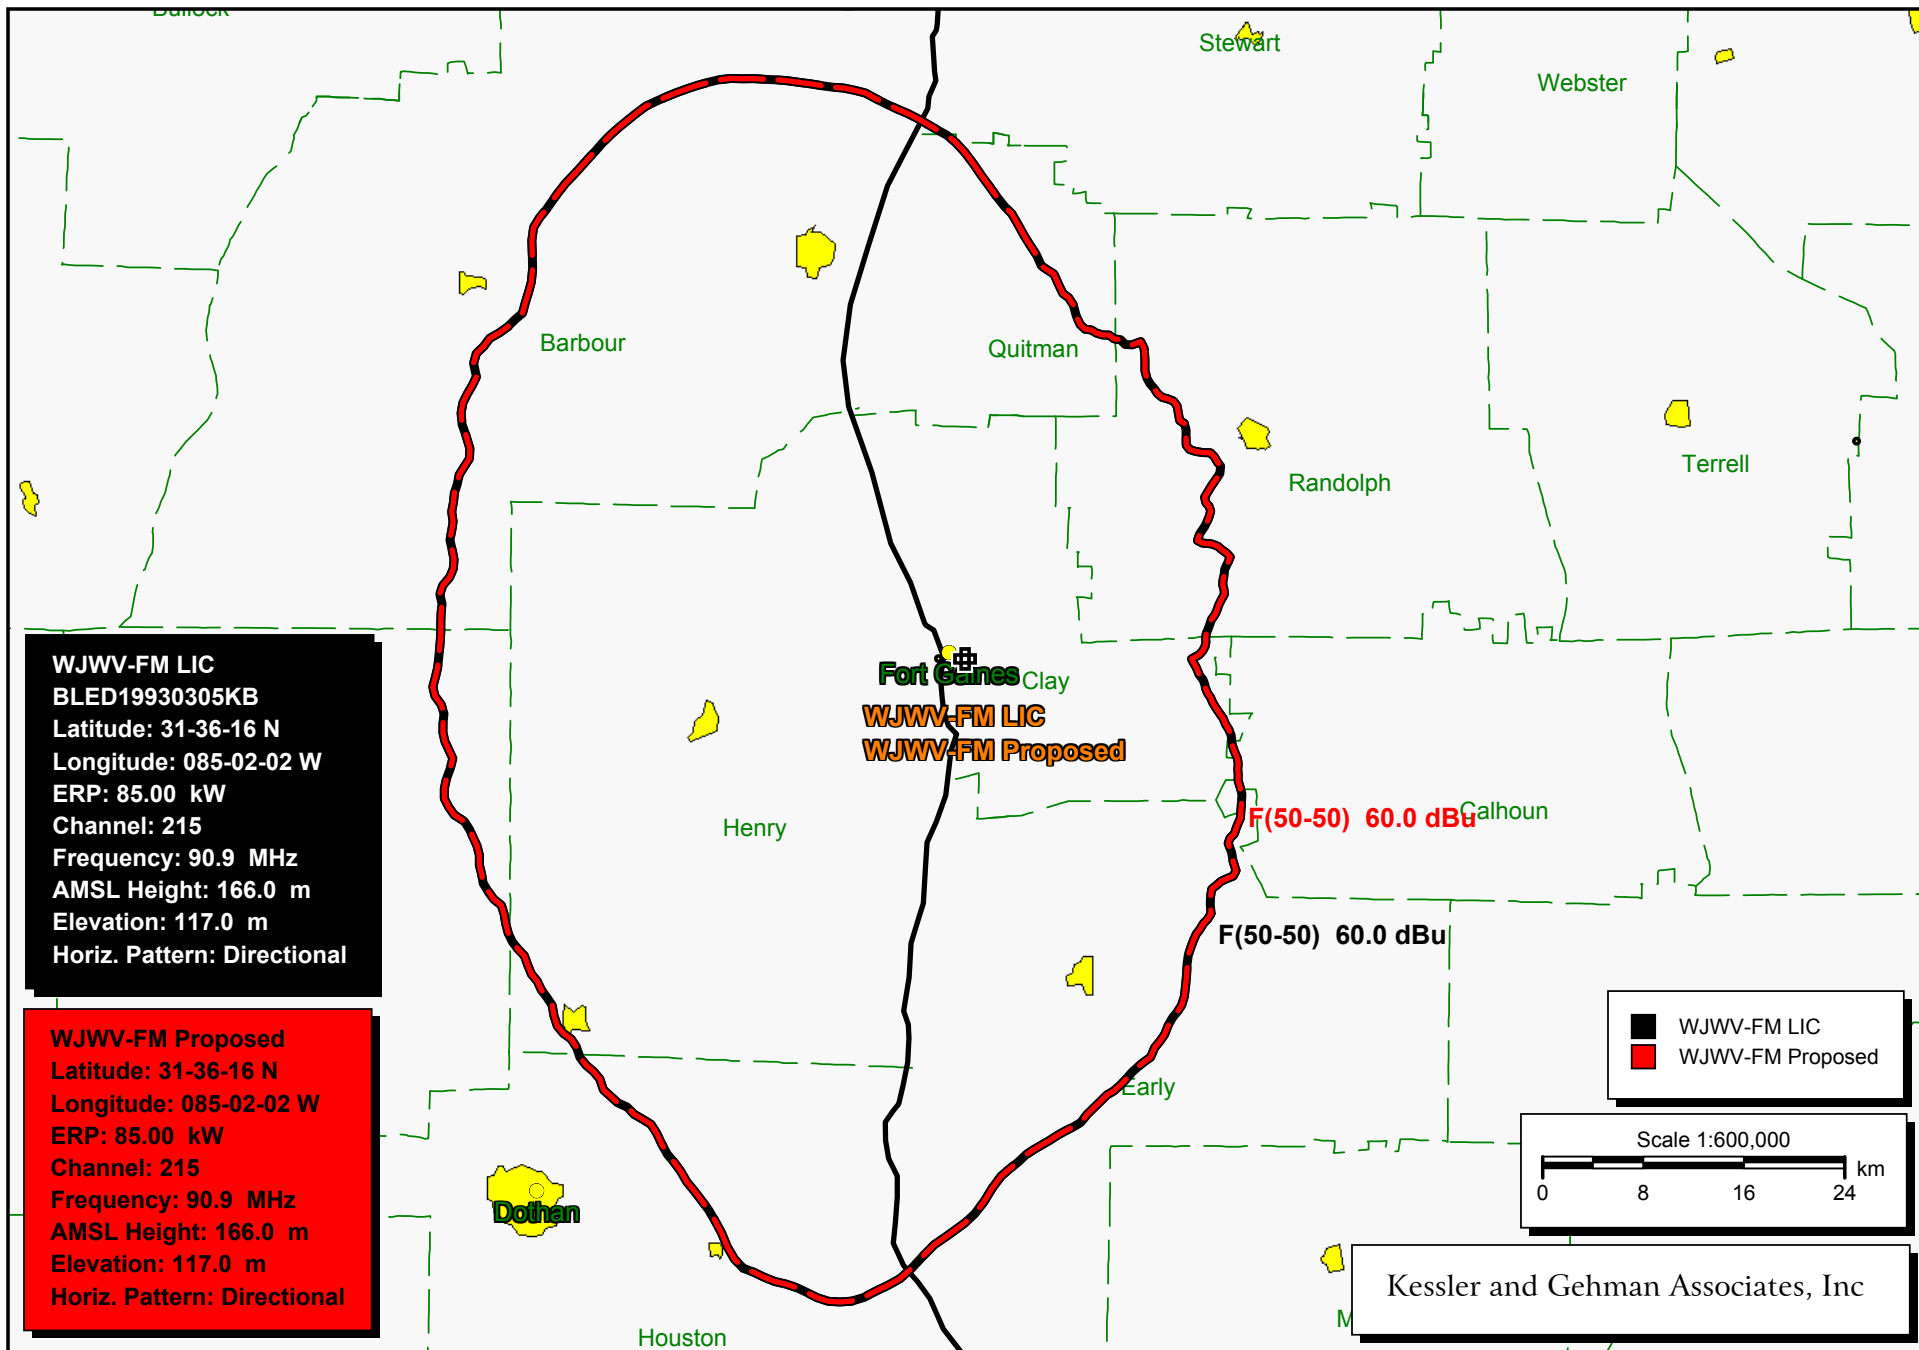 Bullock
Stewart
Webster
Barbour
Quitman
Randolph
Terrell
Fort Gaines
Clay
WJWV-FM LIC
WJWV-FM Proposed
Henry
Calhoun
F(50-50) 60.0 dBu
F(50-50) 60.0 dBu
Early
Dothan
Houston
WJWV-FM LIC
BLED19930305KB
Latitude: 31-36-16 N
Longitude: 085-02-02 W
ERP: 85.00 kW
Channel: 215
Frequency: 90.9 MHz
AMSL Height: 166.0 m
Elevation: 117.0 m
Horiz. Pattern: Directional
WJWV-FM Proposed
Latitude: 31-36-16 N
Longitude: 085-02-02 W
ERP: 85.00 kW
Channel: 215
Frequency: 90.9 MHz
AMSL Height: 166.0 m
Elevation: 117.0 m
Horiz. Pattern: Directional
WJWV-FM LIC
WJWV-FM Proposed
Scale 1:600,000
km
0 8 16 24
Kessler and Gehman Associates, Inc